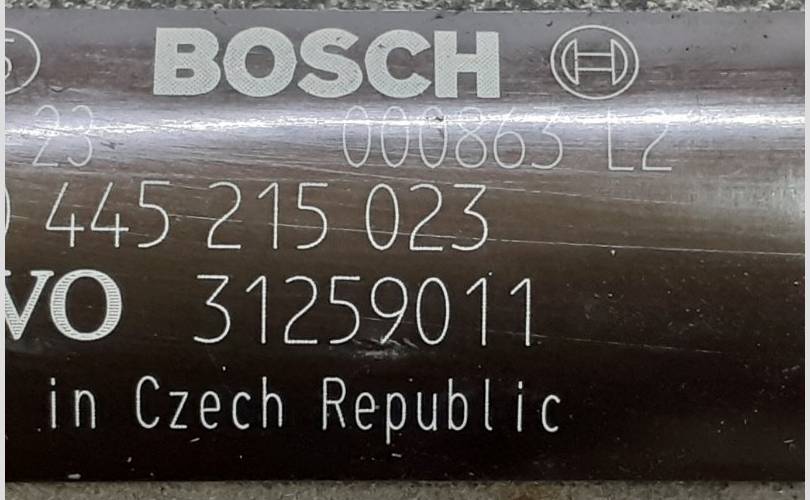 BOSCH
23 000863 L2
445 215 023
VO 31259011
in Czech Republic